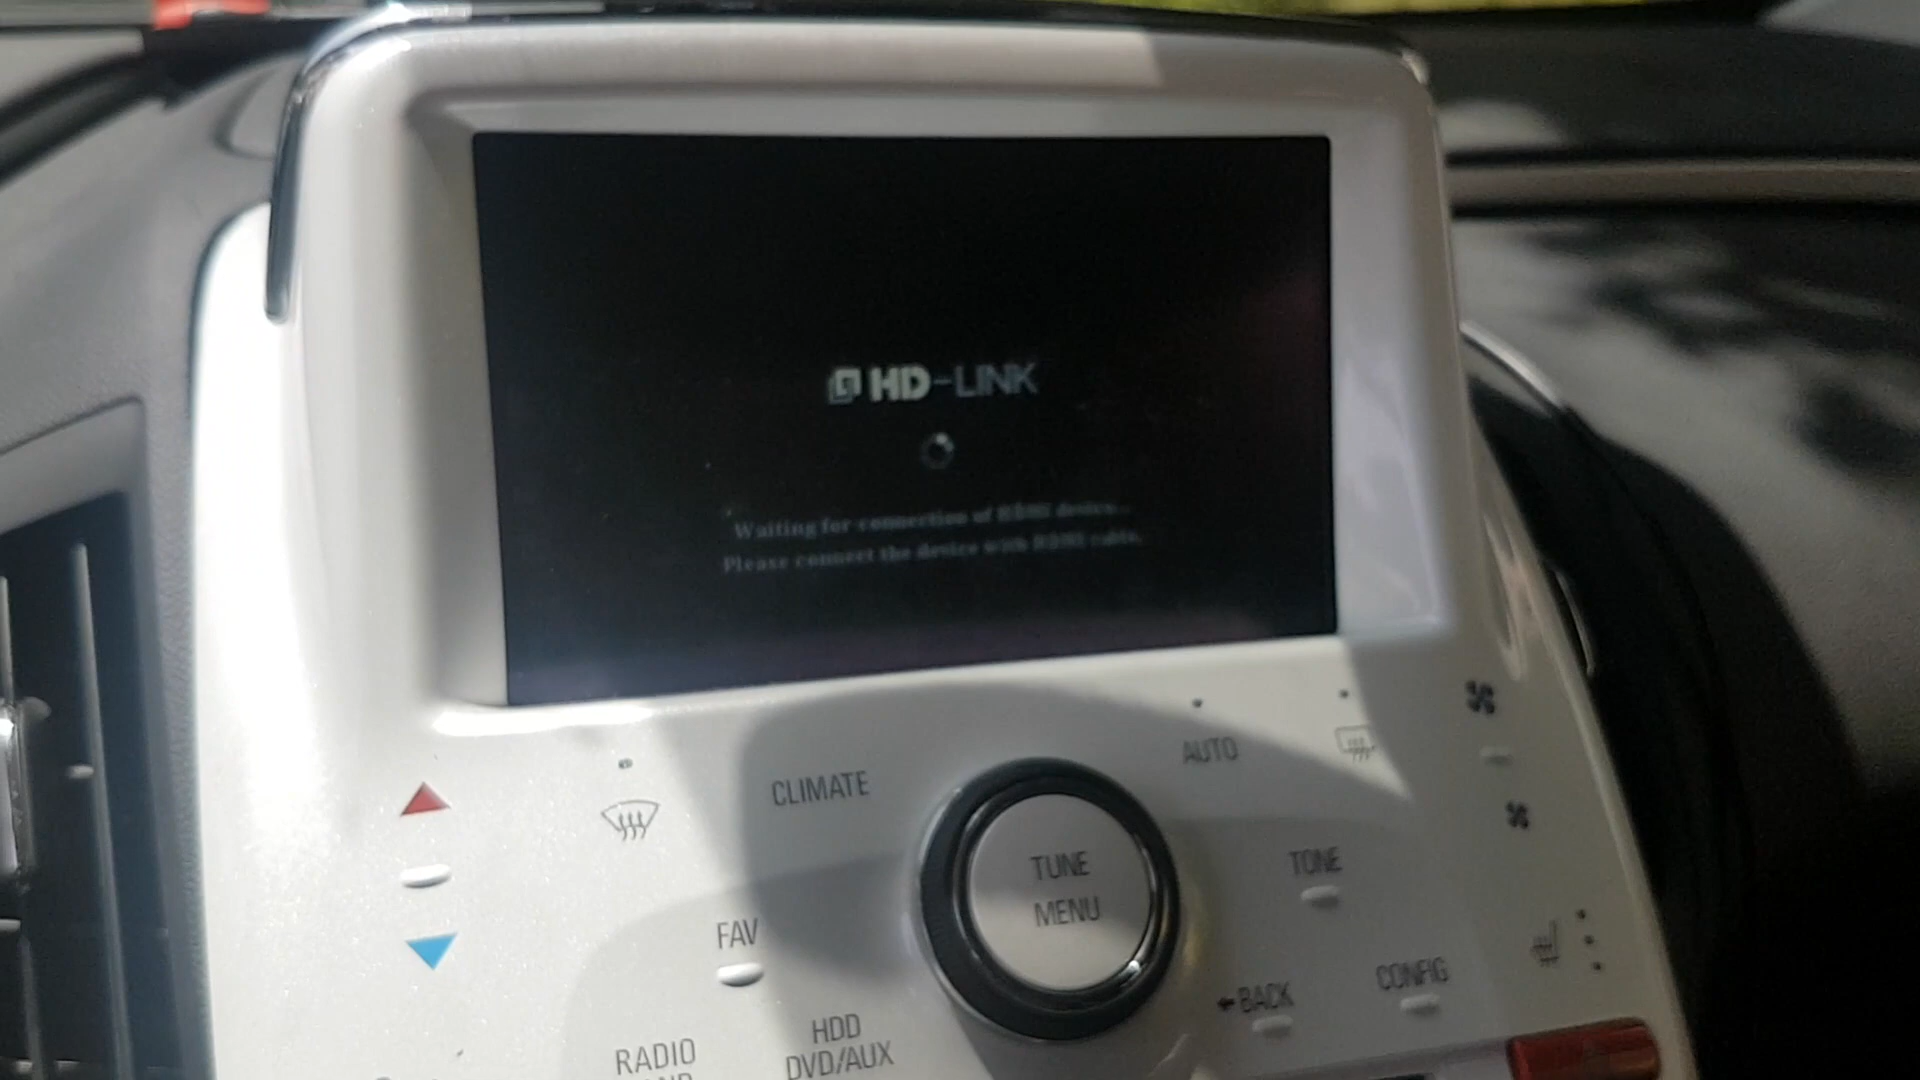 HD-LINK
Waiting for connection of HDMI device...
Please connect the device with HDMI cable.
AUTO
CLIMATE
TUNE
MENU
TONE
FAV
CONFIG
BACK
HDD
DVD/AUX
RADIO